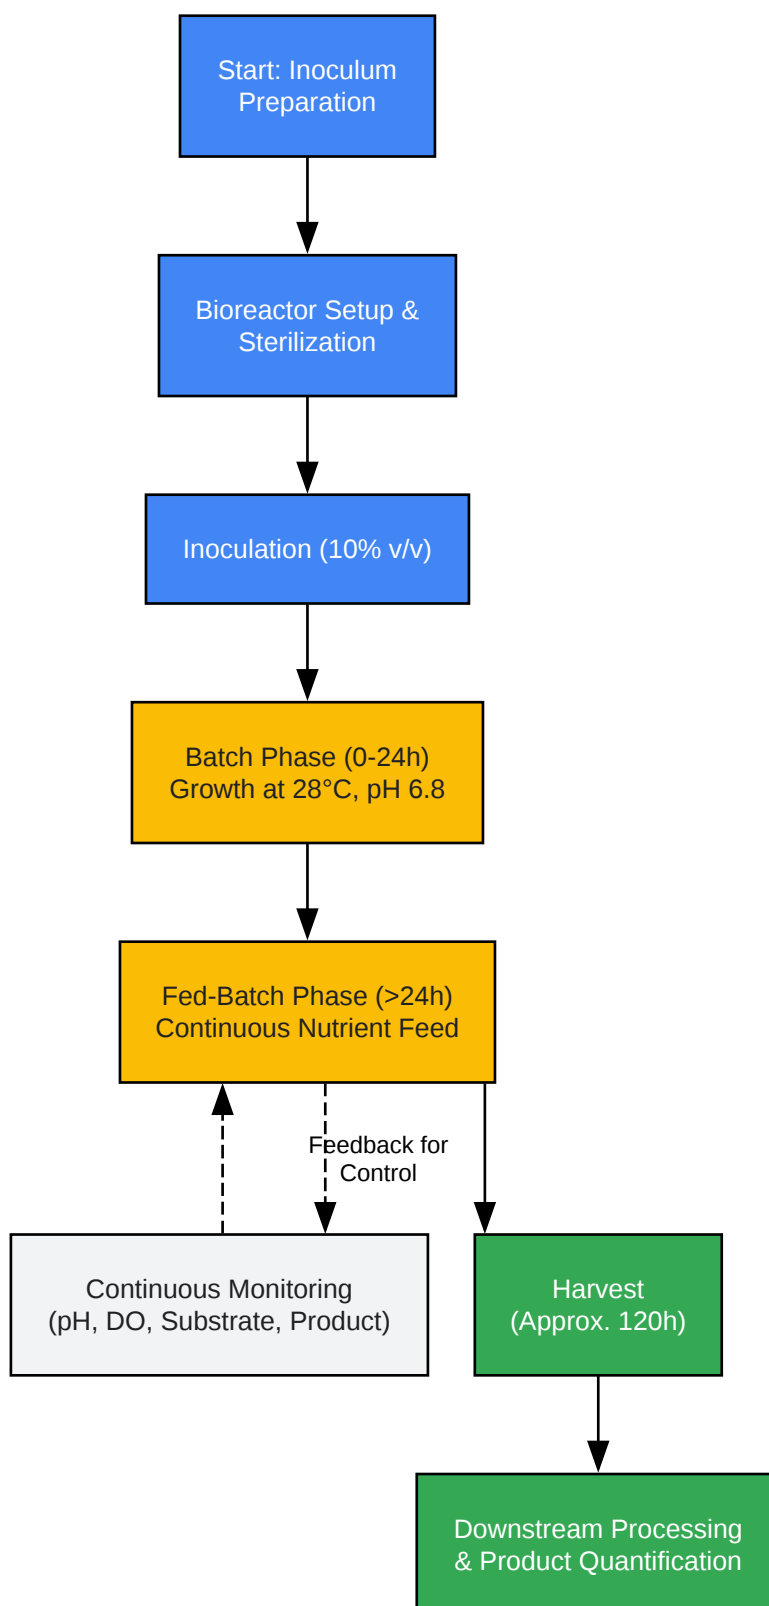 Start: Inoculum
Preparation
Bioreactor Setup &
Sterilization
Inoculation (10% v/v)
Batch Phase (0-24h)
Growth at 28°C, pH 6.8
Fed-Batch Phase (>24h)
Continuous Nutrient Feed
Feedback for
Control
Continuous Monitoring
(pH, DO, Substrate, Product)
Harvest
(Approx. 120h)
Downstream Processing
& Product Quantification